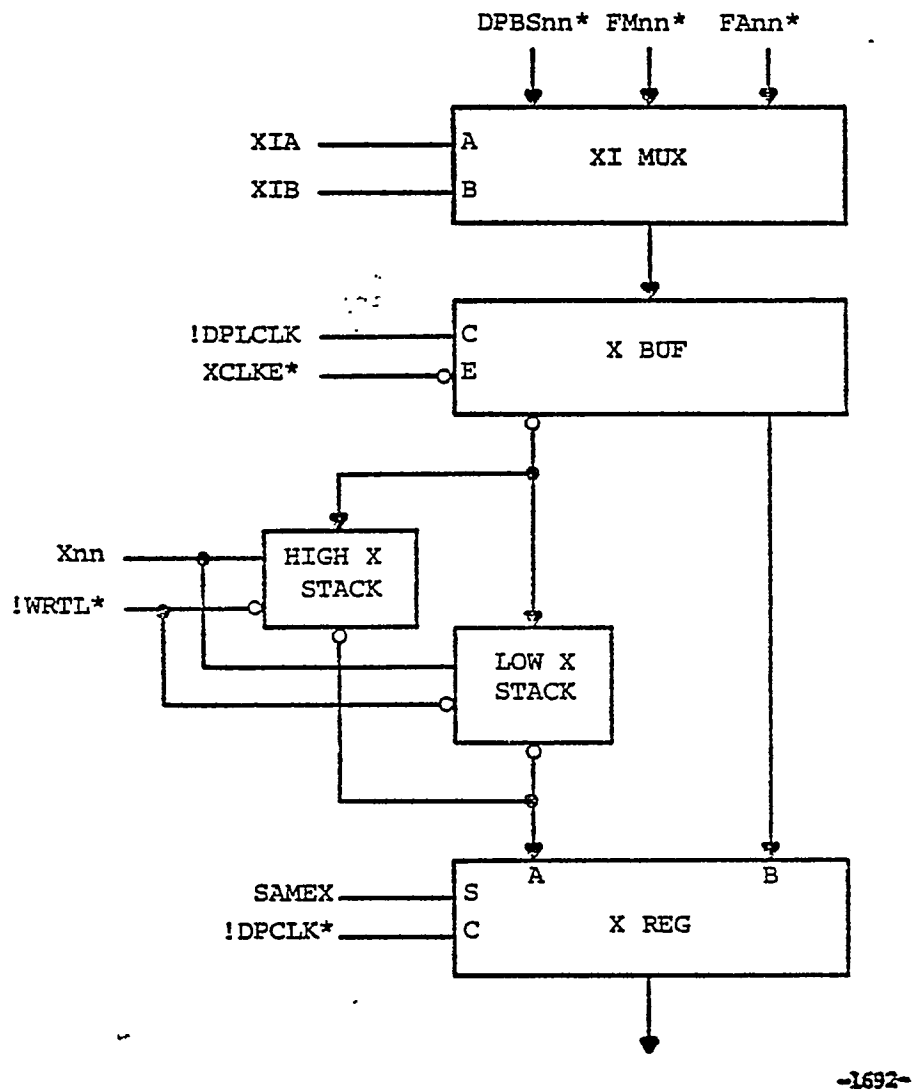 DPBSnn* FMnn* FAnn*
XIA A
XI MUX
XIB B
!DPLCLK C
X BUF
XCLKE* E
Xnn
HIGH X
STACK
!WRTL*
LOW X
STACK
A B
SAMEX S
X REG
!DPCLK* C
-1692-